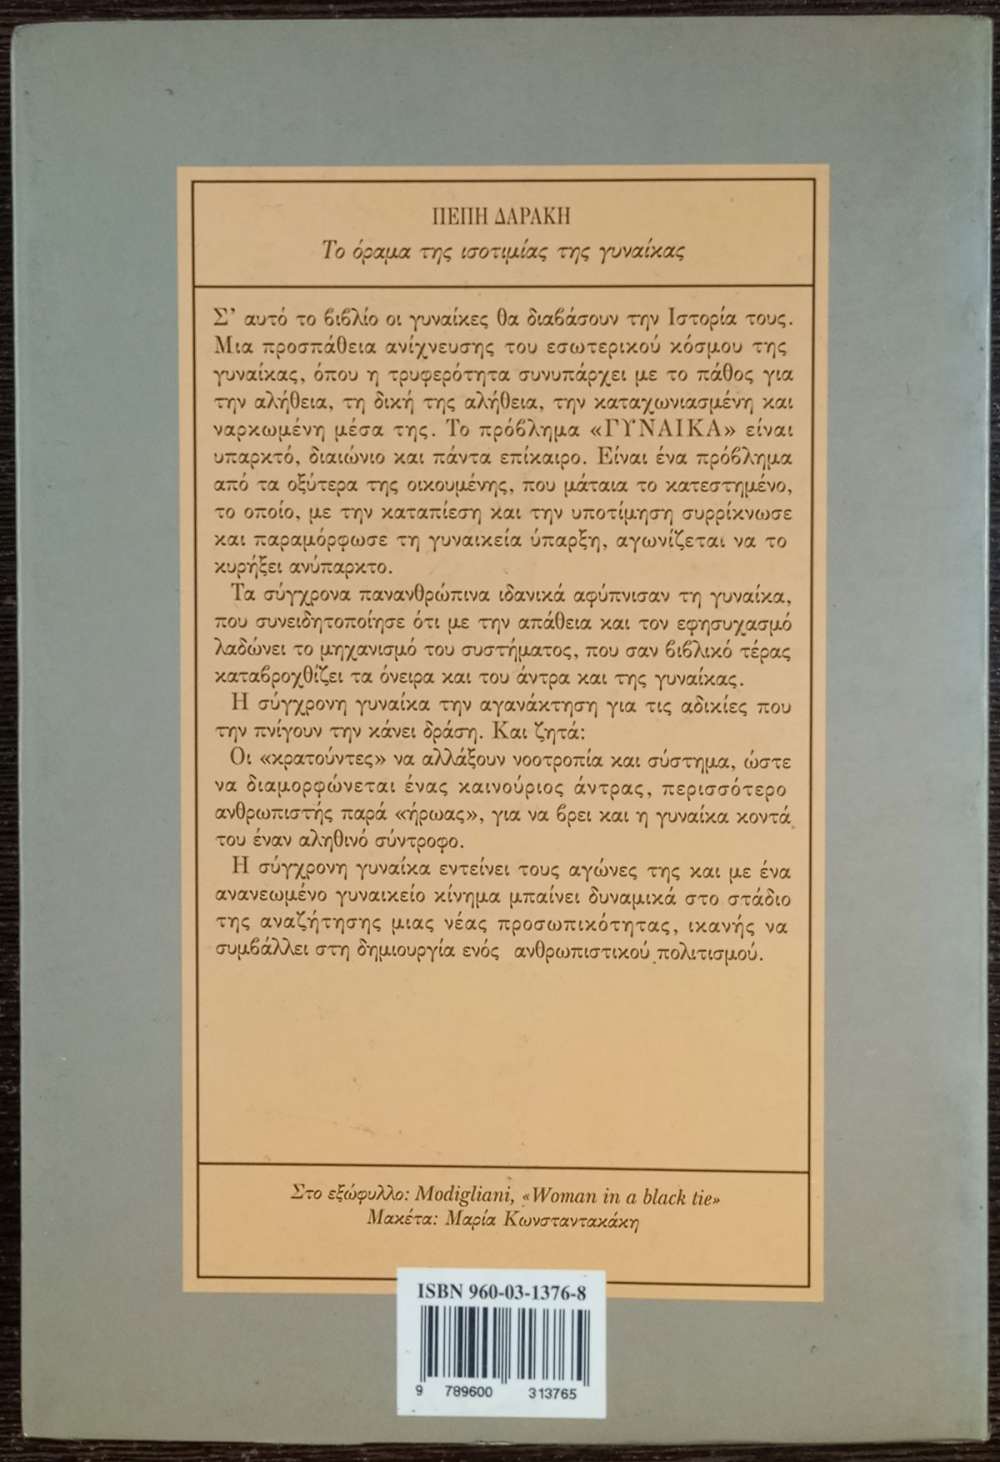 ΠΕΠΗ ΔΑΡΑΚΗ
Το όραμα της ισοτιμίας της γυναίκας
Σ' αυτό το βιβλίο οι γυναίκες θα διαβάσουν την Ιστορία τους.
Μια προσπάθεια ανίχνευσης του εσωτερικού κόσμου της
γυναίκας, όπου η τρυφερότητα συνυπάρχει με το πάθος για
την αλήθεια, τη δική της αλήθεια, την καταχωνιασμένη και
ναρκωμένη μέσα της. Το πρόβλημα «ΓΥΝΑΙΚΑ» είναι
υπαρκτό, διαιώνιο και πάντα επίκαιρο. Είναι ένα πρόβλημα
από τα οξύτερα της οικουμένης, που μάταια το κατεστημένο,
το οποίο, με την καταπίεση και την υποτίμηση συρρίκνωσε
και παραμόρφωσε τη γυναικεία ύπαρξη, αγωνίζεται να το
κυρήξει ανύπαρκτο.
Τα σύγχρονα πανανθρώπινα ιδανικά αφύπνισαν τη γυναίκα,
που συνειδητοποίησε ότι με την απάθεια και τον εφησυχασμό
λαδώνει το μηχανισμό του συστήματος, που σαν βιβλικό τέρας
καταβροχθίζει τα όνειρα και του άντρα και της γυναίκας.
Η σύγχρονη γυναίκα την αγανάκτηση για τις αδικίες που
την πνίγουν την κάνει δράση. Και ζητά:
Οι «κρατούντες» να αλλάξουν νοοτροπία και σύστημα, ώστε
να διαμορφώνεται ένας καινούριος άντρας, περισσότερο
ανθρωπιστής παρά «ήρωας», για να βρει και η γυναίκα κοντά
του έναν αληθινό σύντροφο.
Η σύγχρονη γυναίκα εντείνει τους αγώνες της και με ένα
ανανεωμένο γυναικείο κίνημα μπαίνει δυναμικά στο στάδιο
της αναζήτησης μιας νέας προσωπικότητας, ικανής να
συμβάλλει στη δημιουργία ενός ανθρωπιστικού πολιτισμού.
Στο εξώφυλλο: Modigliani, «Woman in a black tie»
Μακέτα: Μαρία Κωνσταντακάκη
ISBN 960-03-1376-8
9 789600 313765